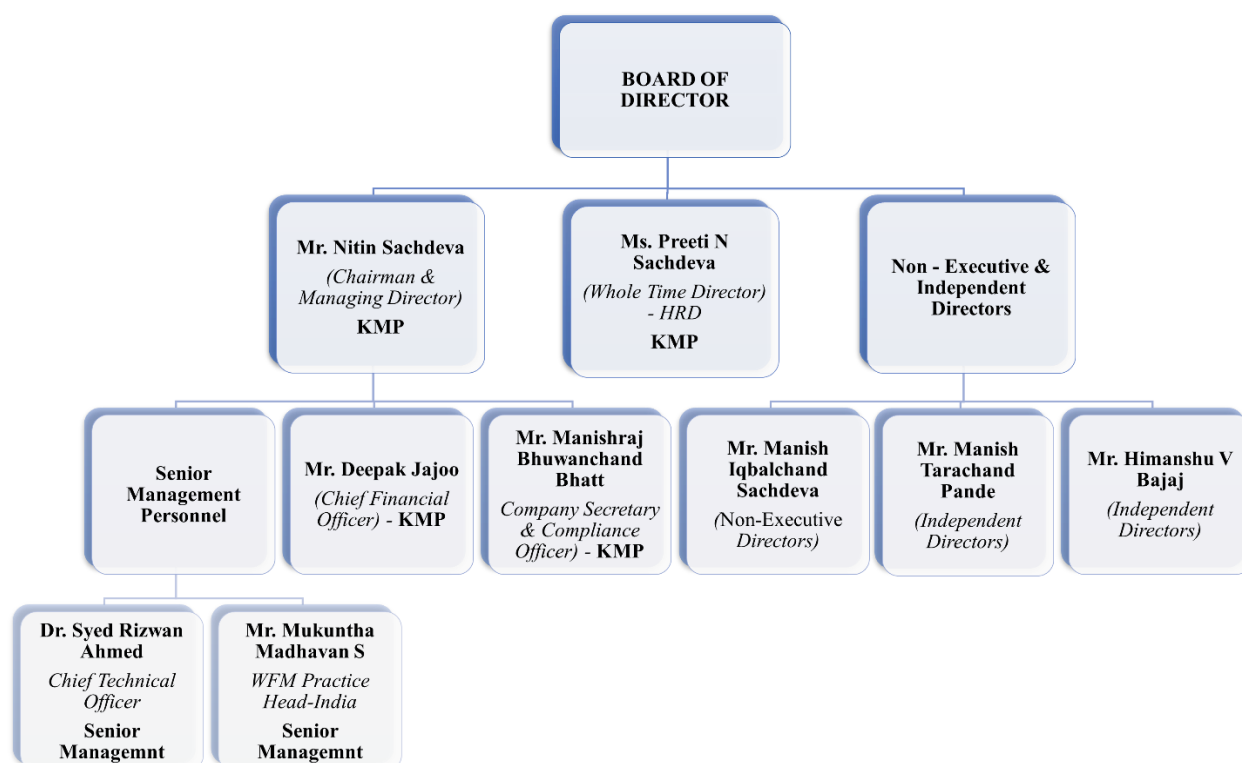 BOARD OF
DIRECTOR
Mr. Nitin Sachdeva
(Chairman &
Managing Director)
KMP
Ms. Preeti N
Sachdeva
(Whole Time Director)
- HRD
KMP
Non - Executive &
Independent
Directors
Senior
Management
Personnel
Mr. Deepak Jajoo
(Chief Financial
Officer) - KMP
Mr. Manishraj
Bhuwanchand
Bhatt
Company Secretary
& Compliance
Officer) - KMP
Mr. Manish
Iqbalchand
Sachdeva
(Non-Executive
Directors)
Mr. Manish
Tarachand
Pande
(Independent
Directors)
Mr. Himanshu V
Bajaj
(Independent
Directors)
Dr. Syed Rizwan
Ahmed
Chief Technical
Officer
Senior
Managemnt
Mr. Mukuntha
Madhavan S
WFM Practice
Head-India
Senior
Managemnt